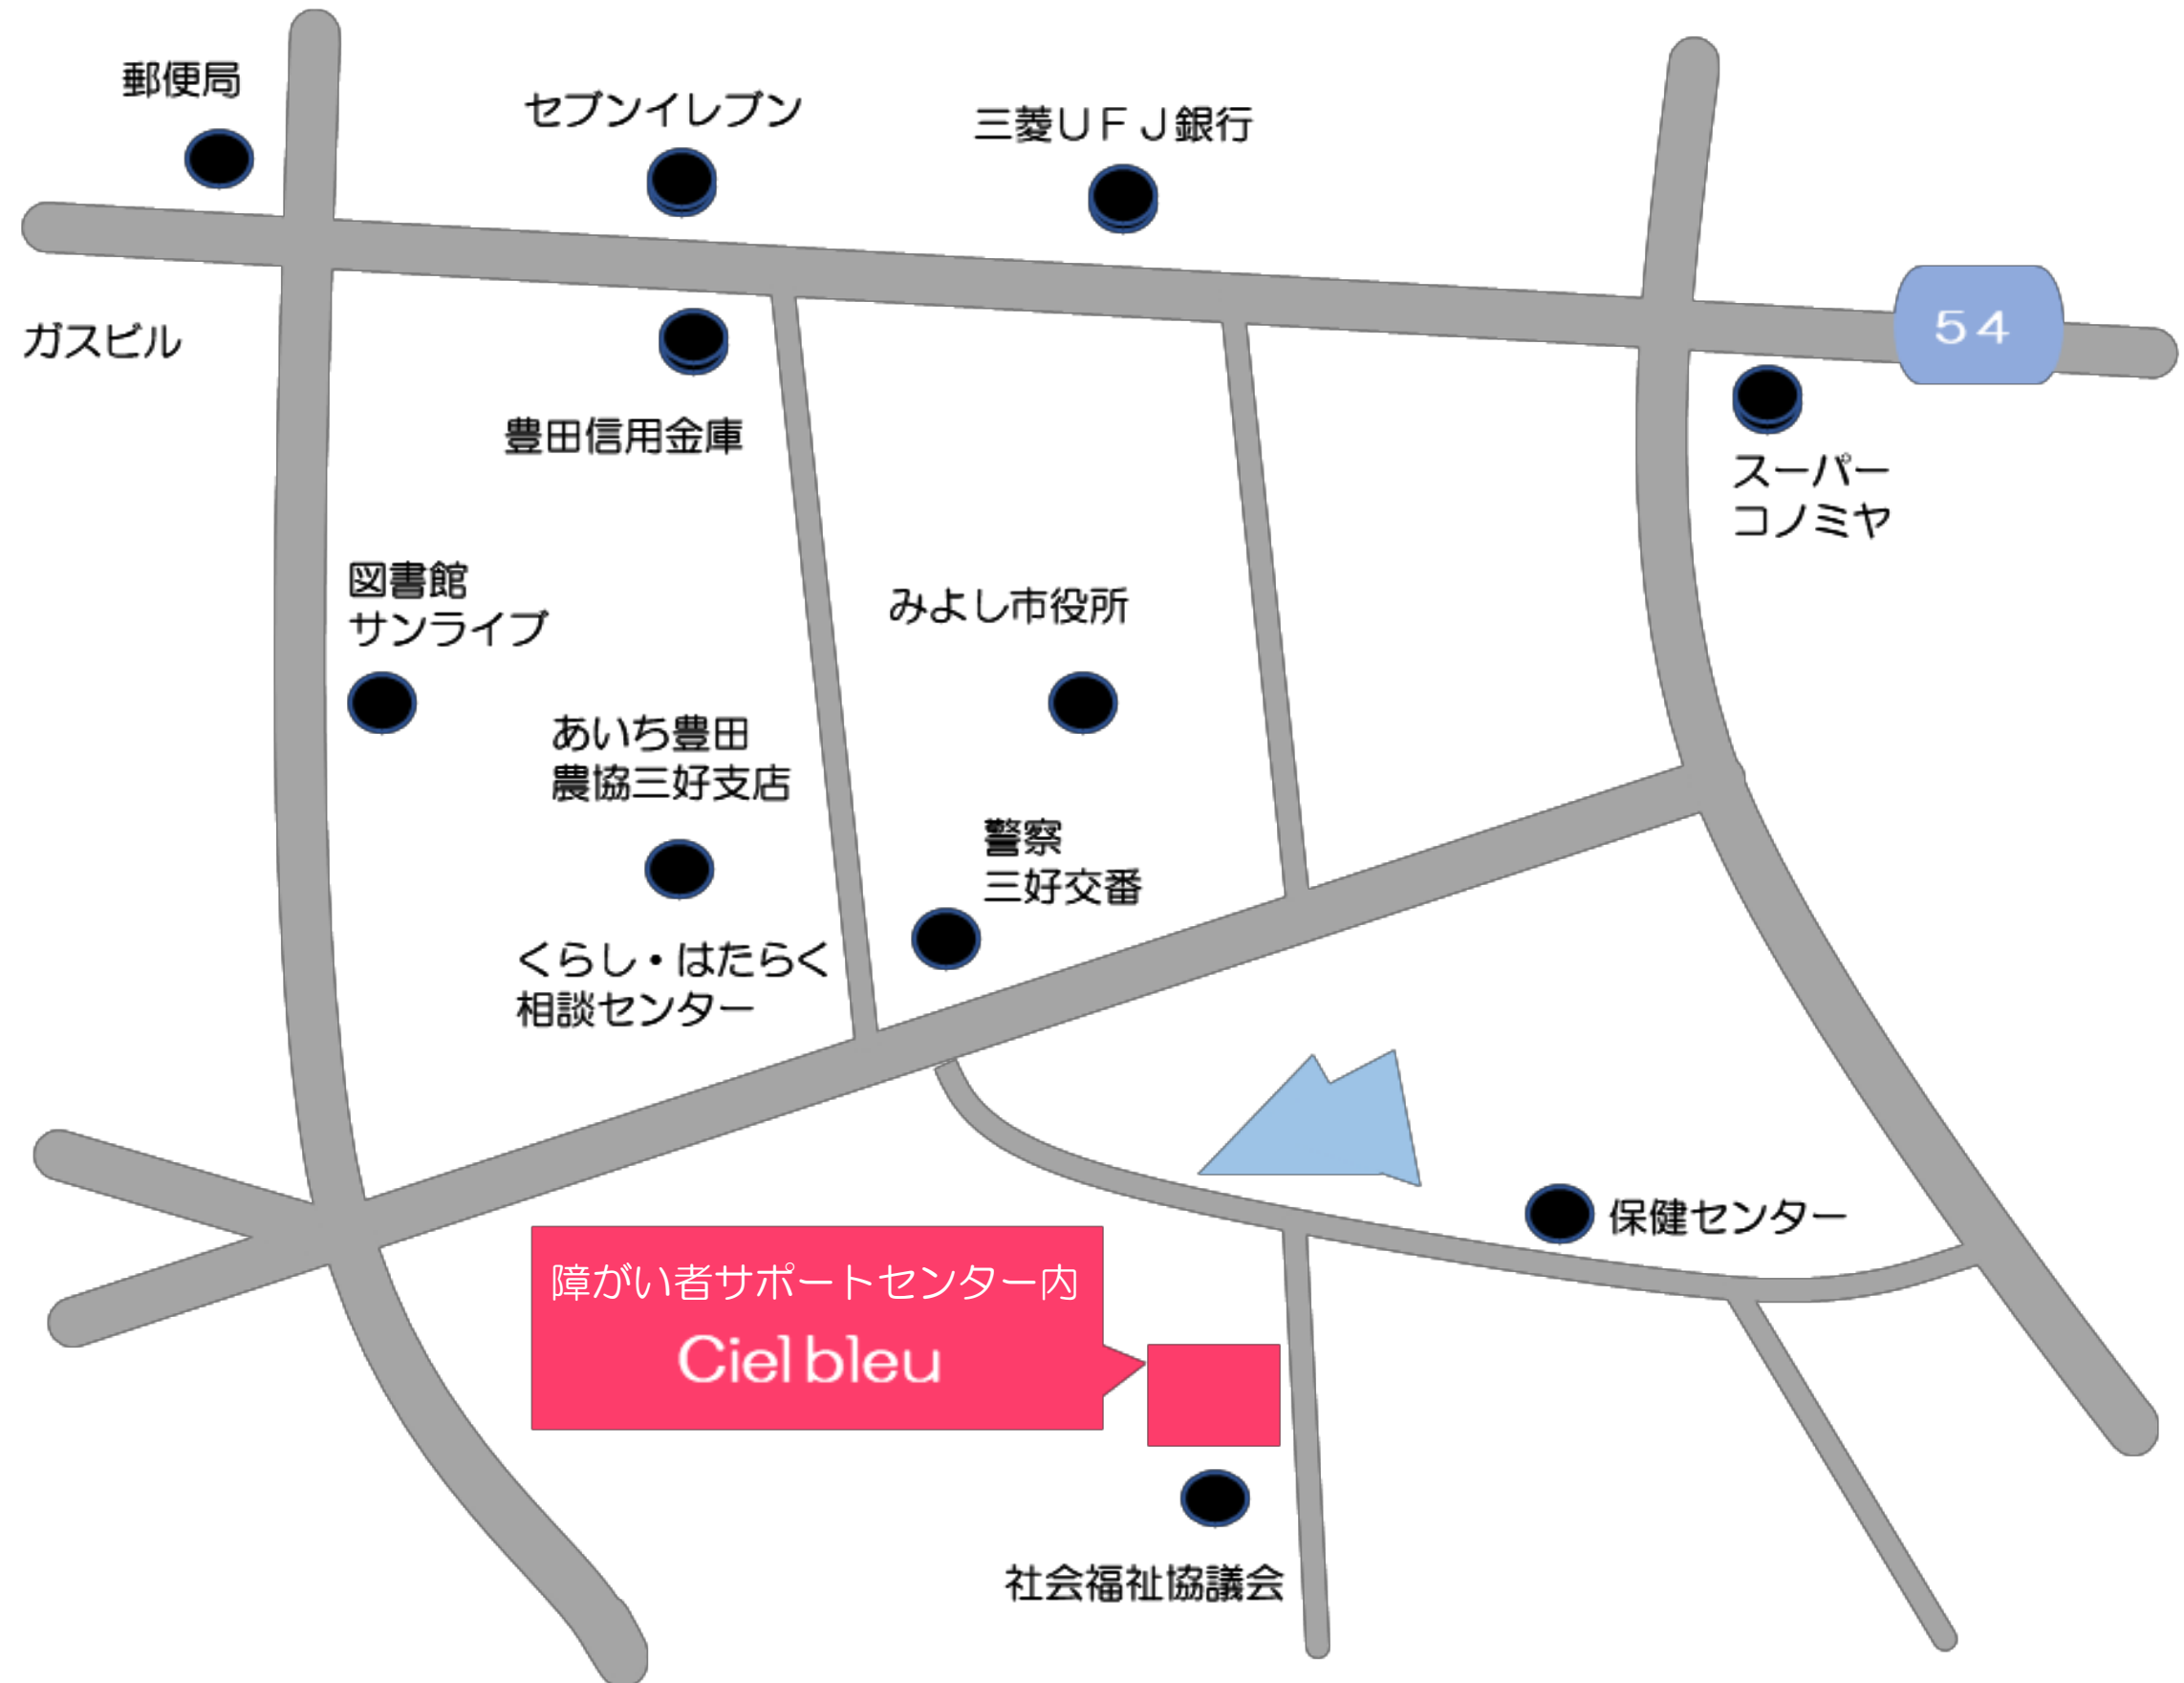 郵便局
セブンイレブン
三菱ＵＦＪ銀行
54
ガスビル
豊田信用金庫
スーパー
コノミヤ
図書館
サンライブ
みよし市役所
あいち豊田
農協三好支店
警察
三好交番
くらし・はたらく
相談センター
保健センター
障がい者サポートセンター内
Ciel bleu
社会福祉協議会